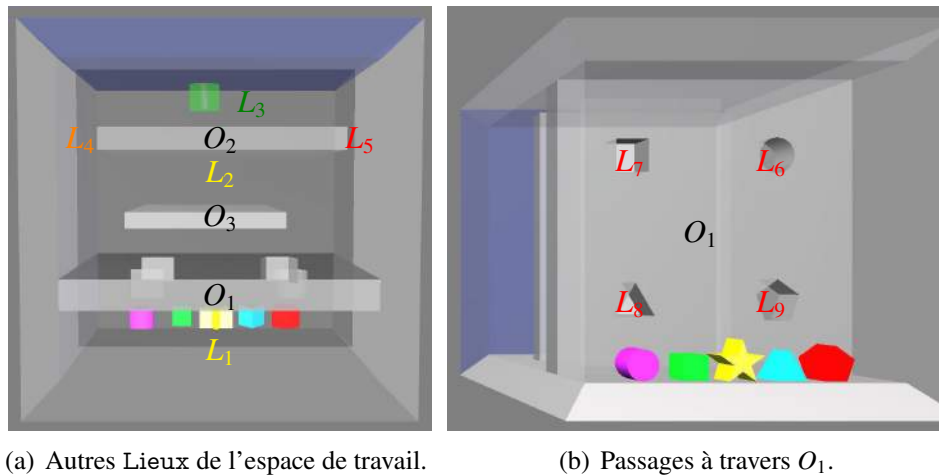 L3
L4 O2 L5
L2
O3
O1
L1
L7 L6
O1
L8 L9
(a) Autres Lieux de l'espace de travail.
(b) Passages à travers O1.